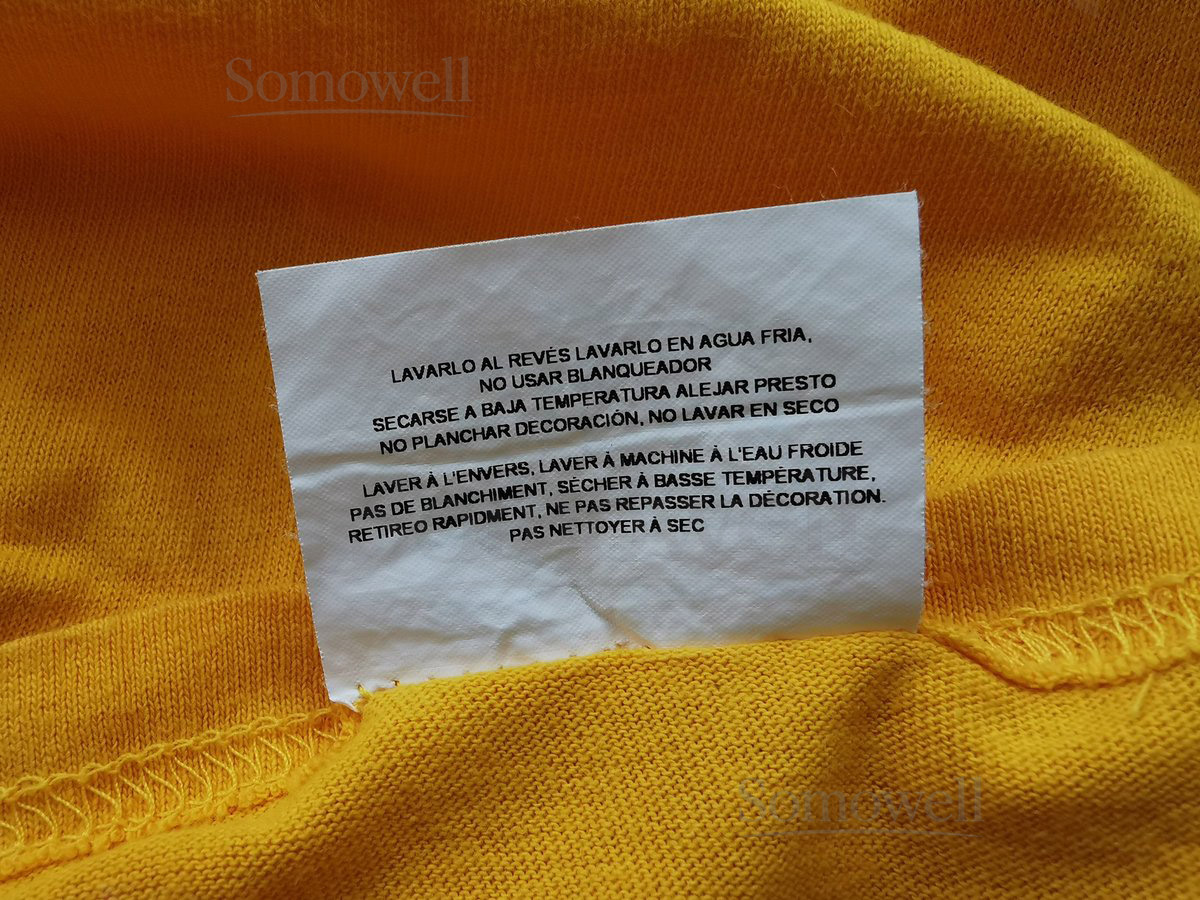 Somowell
LAVARLO AL REVÉS LAVARLO EN AGUA FRIA,
NO USAR BLANQUEADOR
SECARSE A BAJA TEMPERATURA ALEJAR PRESTO
NO PLANCHAR DECORACIÓN, NO LAVAR EN SECO
LAVER À L'ENVERS, LAVER À MACHINE À L'EAU FROIDE
PAS DE BLANCHIMENT, SÉCHER À BASSE TEMPÉRATURE,
RETIREO RAPIDMENT, NE PAS REPASSER LA DÉCORATION.
PAS NETTOYER À SEC
Somowell